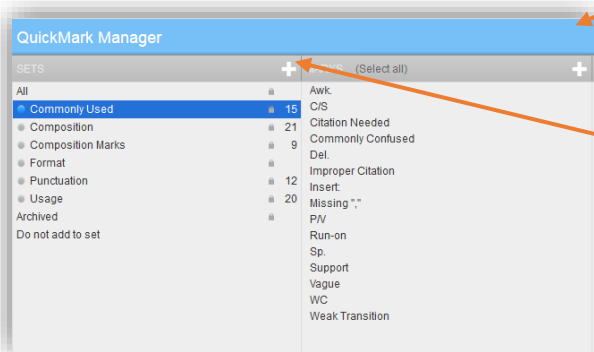 QuickMark Manager
SETS
All
Commonly Used 15
Composition 21
Composition Marks 9
Format
Punctuation 12
Usage 20
Archived
Do not add to set
MARKS (Select all)
Awk.
C/S
Citation Needed
Commonly Confused
Del.
Improper Citation
Insert:
Missing ","
P/V
Run-on
Sp.
Support
Vague
WC
Weak Transition